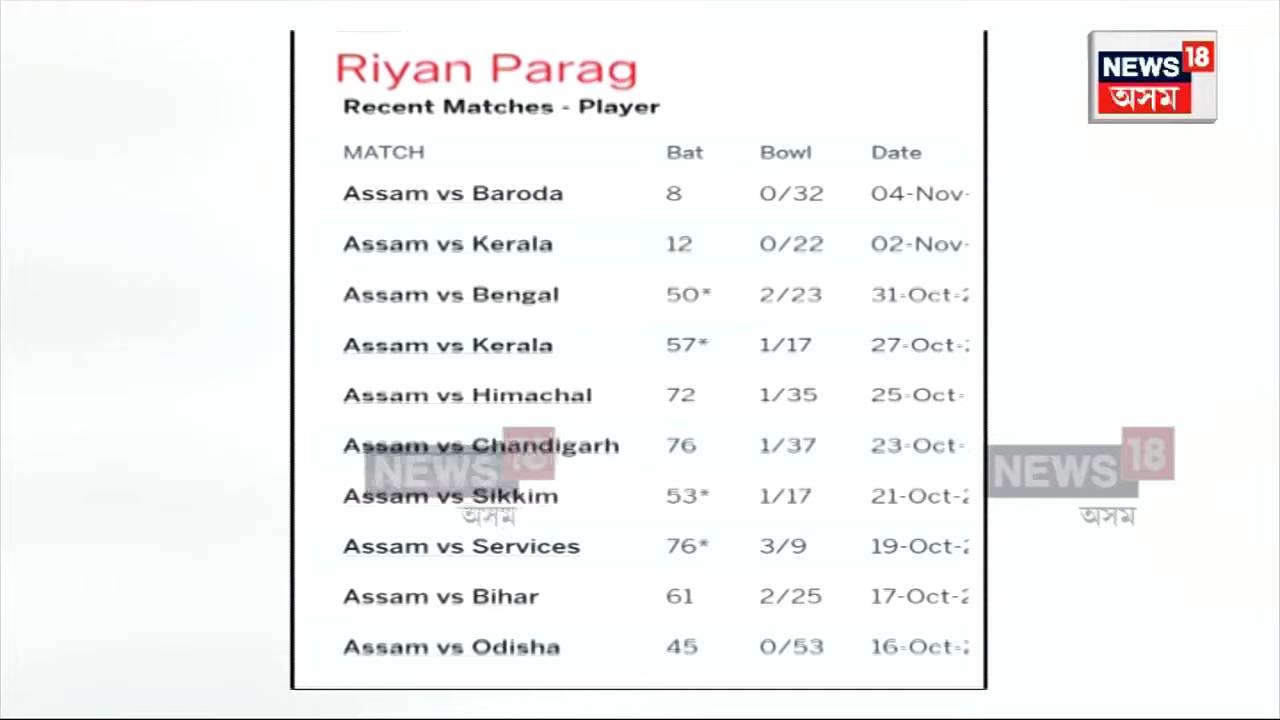 Riyan Parag
Recent Matches - Player
MATCH Bat Bowl Date
Assam vs Baroda 8 0/32 04-Nov-
Assam vs Kerala 12 0/22 02-Nov-
Assam vs Bengal 50* 2/23 31-Oct-
Assam vs Kerala 57* 1/17 27-Oct-
Assam vs Himachal 72 1/35 25-Oct-
Assam vs Chandigarh 76 1/37 23-Oct-
Assam vs Sikkim 53* 1/17 21-Oct-2
Assam vs Services 76* 3/9 19-Oct-
Assam vs Bihar 61 2/25 17-Oct-2
Assam vs Odisha 45 0/53 16-Oct-
NEWS 18
অসম
NEWS 18
অসম
NEWS 18
অসম